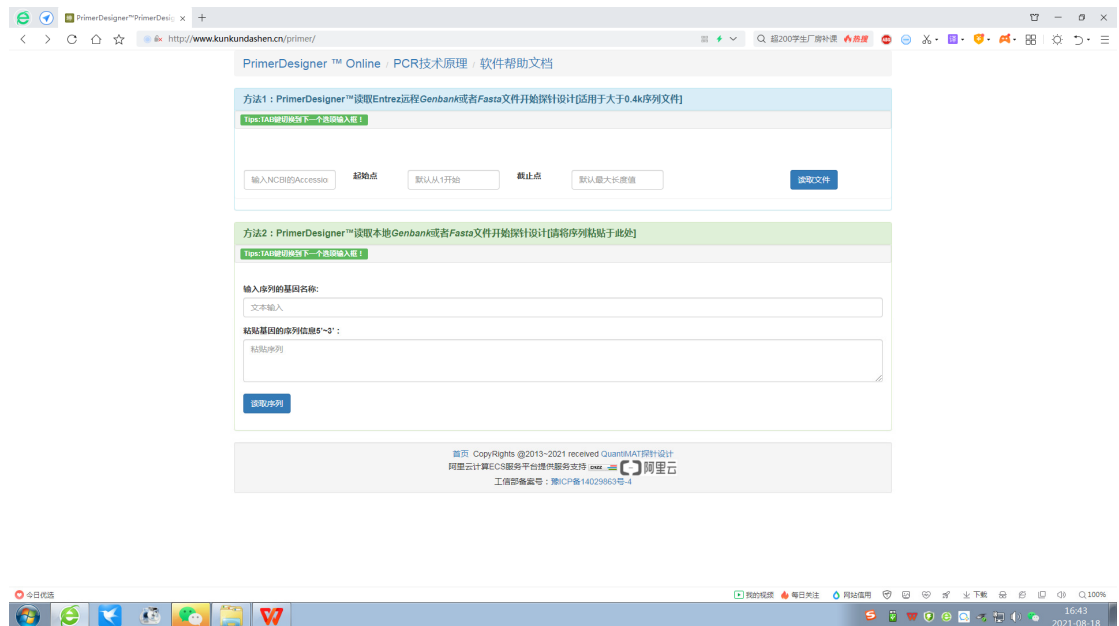 PrimerDesigner™PrimerDesig
http://www.kunkundashen.cn/primer/
超200学生厂房补课 热搜
PrimerDesigner ™ Online / PCR技术原理 / 软件帮助文档
方法1：PrimerDesigner™读取Entrez远程Genbank或者Fasta文件开始探针设计[适用于大于0.4k序列文件]
Tips:TAB键切换到下一个选项输入框！
输入NCBI的Accessio 起始点 默认从1开始 截止点 默认最大长度值 读取文件
方法2：PrimerDesigner™读取本地Genbank或者Fasta文件开始探针设计[请将序列粘贴于此处]
Tips:TAB键切换到下一个选项输入框！
输入序列的基因名称:
文本输入
粘贴基因的序列信息5'~3'：
粘贴序列
读取序列
首页 CopyRights @2013~2021 received QuantiMAT探针设计
阿里云计算ECS服务平台提供服务支持 阿里云
工信部备案号：豫ICP备14029863号-4
今日优选 我的视频 每日关注 网站信用 下载 100%
16:43
2021-08-18